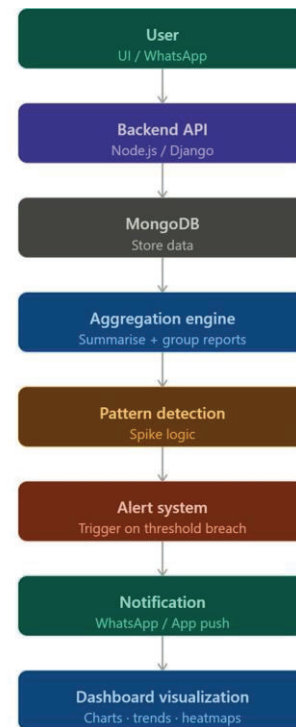 User
UI / WhatsApp
Backend API
Node.js / Django
MongoDB
Store data
Aggregation engine
Summarise + group reports
Pattern detection
Spike logic
Alert system
Trigger on threshold breach
Notification
WhatsApp / App push
Dashboard visualization
Charts · trends · heatmaps